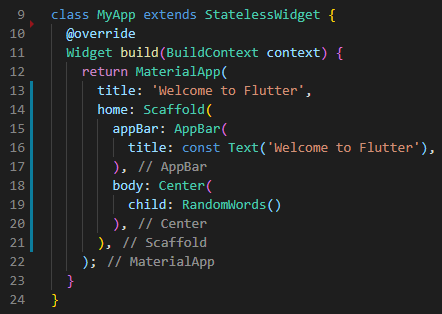 9 class MyApp extends StatelessWidget {
10   @override
11   Widget build(BuildContext context) {
12     return MaterialApp(
13       title: 'Welcome to Flutter',
14       home: Scaffold(
15         appBar: AppBar(
16           title: const Text('Welcome to Flutter'),
17         ), // AppBar
18         body: Center(
19           child: RandomWords()
20         ), // Center
21       ), // Scaffold
22     ); // MaterialApp
23   }
24 }